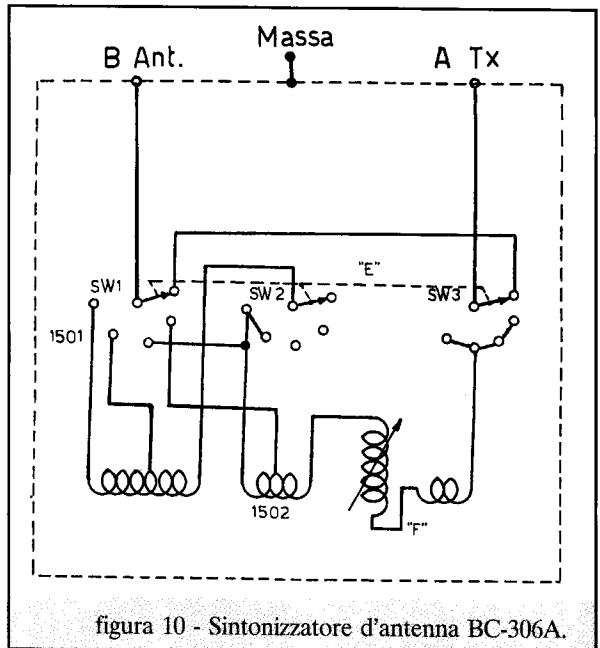 Massa
B Ant.
A Tx
"E"
SW1
SW2
SW3
1501
1502
"F"
figura 10 - Sintonizzatore d'antenna BC-306A.